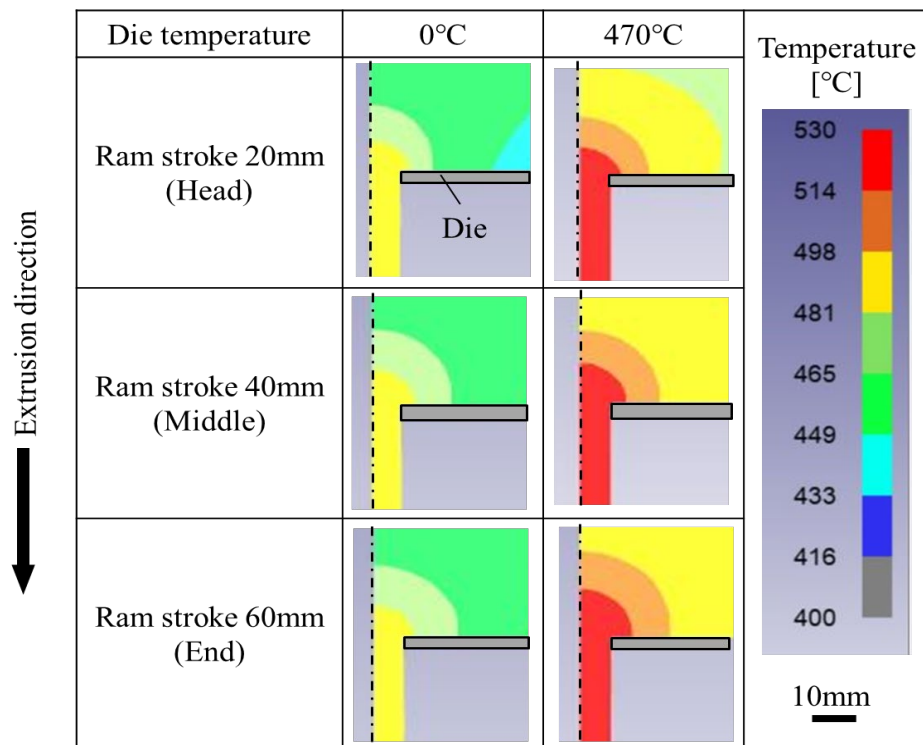 Die temperature
0℃
470℃
Temperature
[℃]
Ram stroke 20mm
(Head)
Die
Ram stroke 40mm
(Middle)
Ram stroke 60mm
(End)
Extrusion direction
530
514
498
481
465
449
433
416
400
10mm